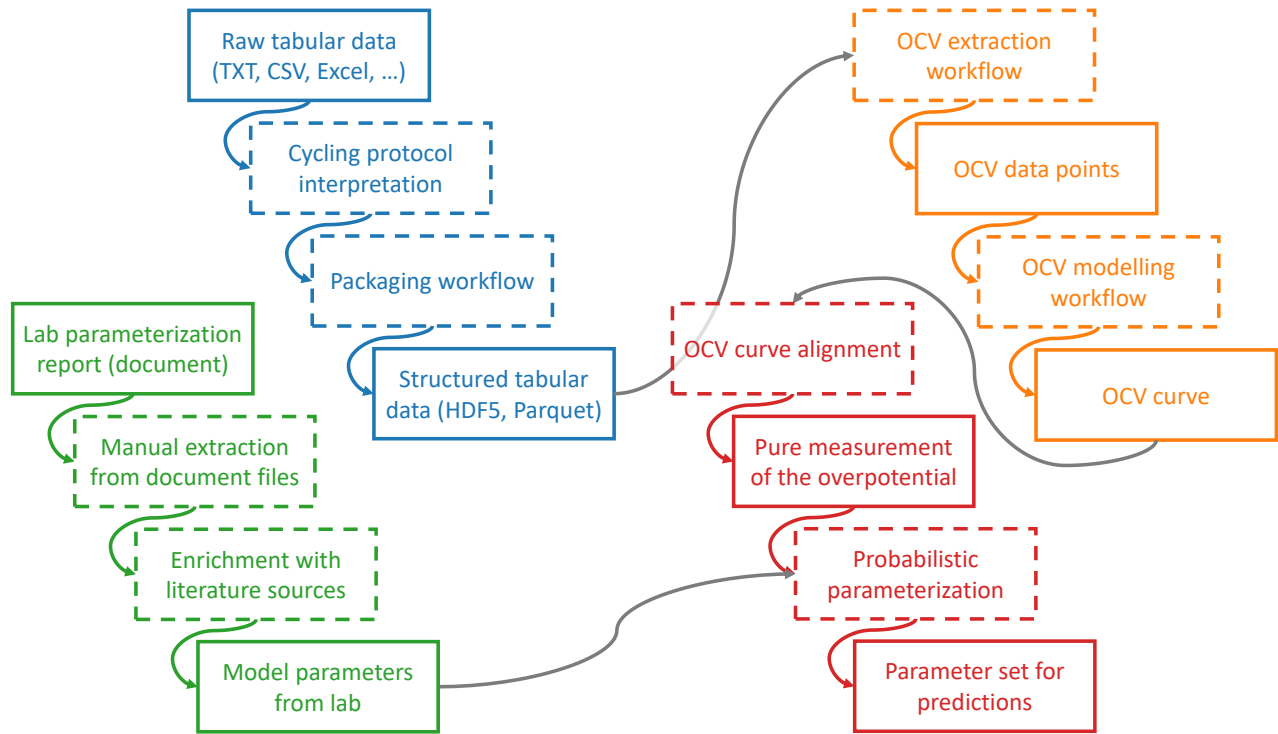 Raw tabular data
(TXT, CSV, Excel, …)
Cycling protocol
interpretation
Packaging workflow
Structured tabular
data (HDF5, Parquet)
Lab parameterization
report (document)
Manual extraction
from document files
Enrichment with
literature sources
Model parameters
from lab
OCV extraction
workflow
OCV data points
OCV modelling
workflow
OCV curve
OCV curve alignment
Pure measurement
of the overpotential
Probabilistic
parameterization
Parameter set for
predictions